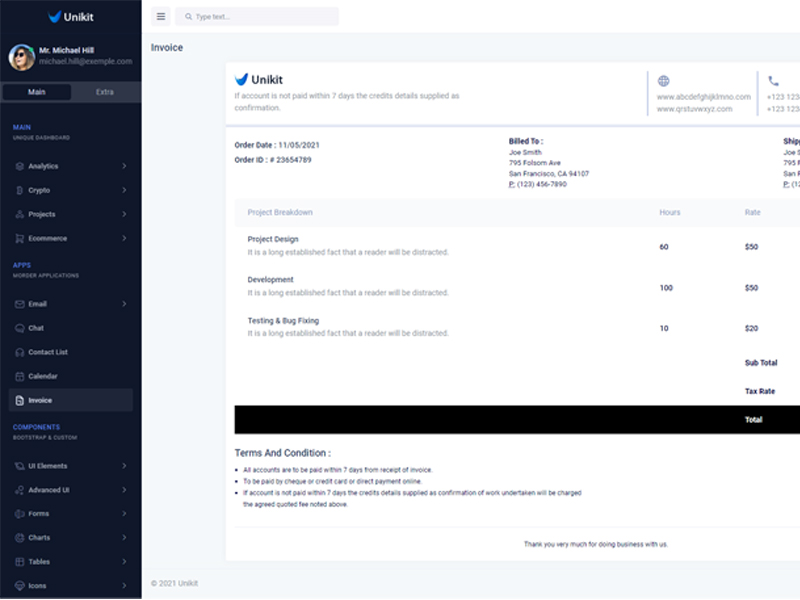 Unikit
Mr. Michael Hill
michael.hill@exemple.com
Main
Extra
MAIN
UNIQUE DASHBOARD
Analytics
Crypto
Projects
Ecommerce
APPS
MORDER APPLICATIONS
Email
Chat
Contact List
Calendar
Invoice
COMPONENTS
BOOTSTRAP & CUSTOM
UI Elements
Advanced UI
Forms
Charts
Tables
Icons
Type text...
Invoice
Unikit
If account is not paid within 7 days the credits details supplied as
confirmation.
www.abcdefghijklmno.com
www.qrstuvwxyz.com
+123 123
+123 123
Order Date : 11/05/2021
Order ID : # 23654789
Billed To :
Joe Smith
795 Folsom Ave
San Francisco, CA 94107
P: (123) 456-7890
Shipp
Joe S
795 F
San F
P: (12
Project Breakdown Hours Rate
Project Design 60 $50
It is a long established fact that a reader will be distracted.
Development 100 $50
It is a long established fact that a reader will be distracted.
Testing & Bug Fixing 10 $20
It is a long established fact that a reader will be distracted.
Sub Total
Tax Rate
Total
Terms And Condition :
All accounts are to be paid within 7 days from receipt of invoice.
To be paid by cheque or credit card or direct payment online.
If account is not paid within 7 days the credits details supplied as confirmation of work undertaken will be charged
the agreed quoted fee noted above.
Thank you very much for doing business with us.
© 2021 Unikit